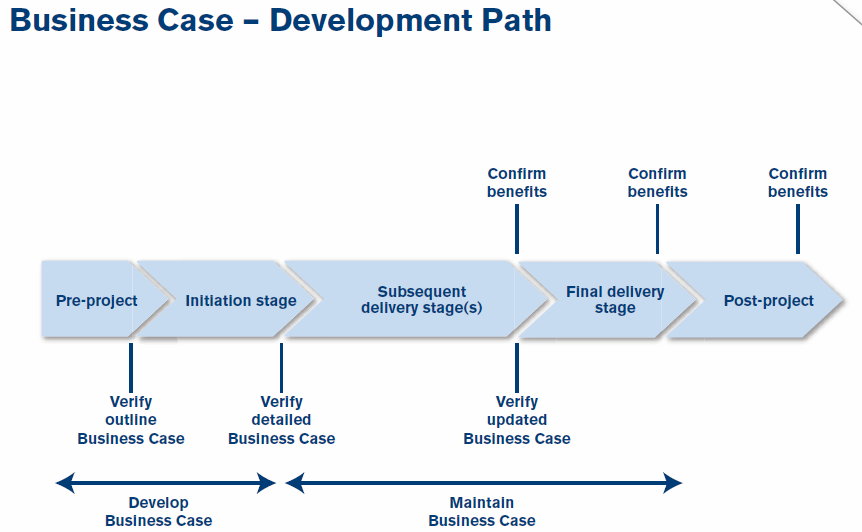 Business Case – Development Path
Confirm
benefits
Confirm
benefits
Confirm
benefits
Pre-project
Initiation stage
Subsequent
delivery stage(s)
Final delivery
stage
Post-project
Verify
outline
Business Case
Verify
detailed
Business Case
Verify
updated
Business Case
Develop
Business Case
Maintain
Business Case